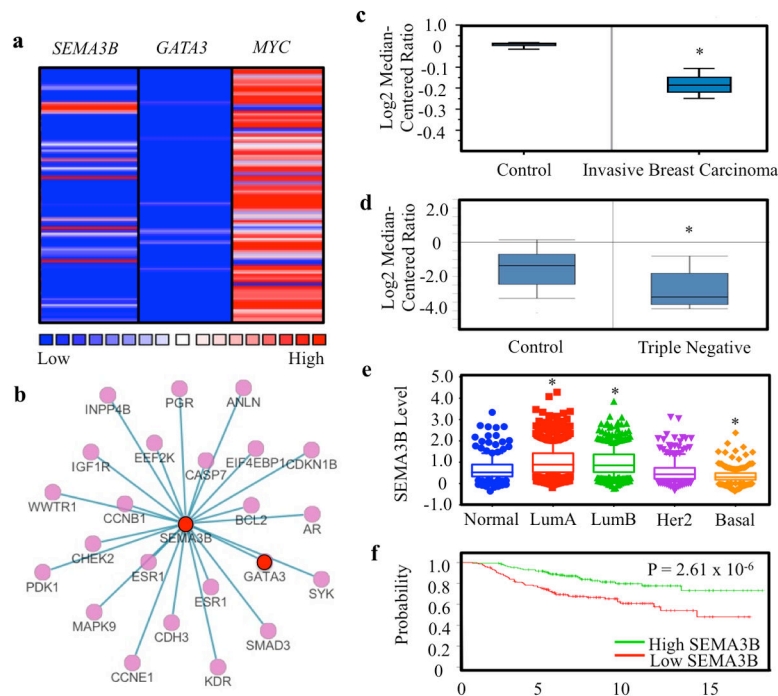 a
SEMA3B GATA3 MYC
Low High
b
PGR
ANLN
INPP4B
EEF2K
EIF4EBP1
CDKN1B
IGF1R
CASP7
WWTR1
CCNB1
BCL2
AR
SEMA3B
CHEK2
PDK1
ESR1
GATA3
SYK
ESR1
MAPK9
CDH3
SMAD3
CCNE1
KDR
c
Log2 Median-
Centered Ratio
1.0
0
-0.1
-0.2
-0.3
-0.4
*
Control Invasive Breast Carcinoma
d
Log2 Median-
Centered Ratio
2.0
0
-2.0
-4.0
*
Control Triple Negative
e
SEMA3B Level
5.0
4.0
3.0
2.0
1.0
0
-1.0
* * *
Normal LumA LumB Her2 Basal
f
Probability
1.0
0.8
0.6
0.4
0.2
0.0
P = 2.61 x 10-6
High SEMA3B
Low SEMA3B
0 5 10 15